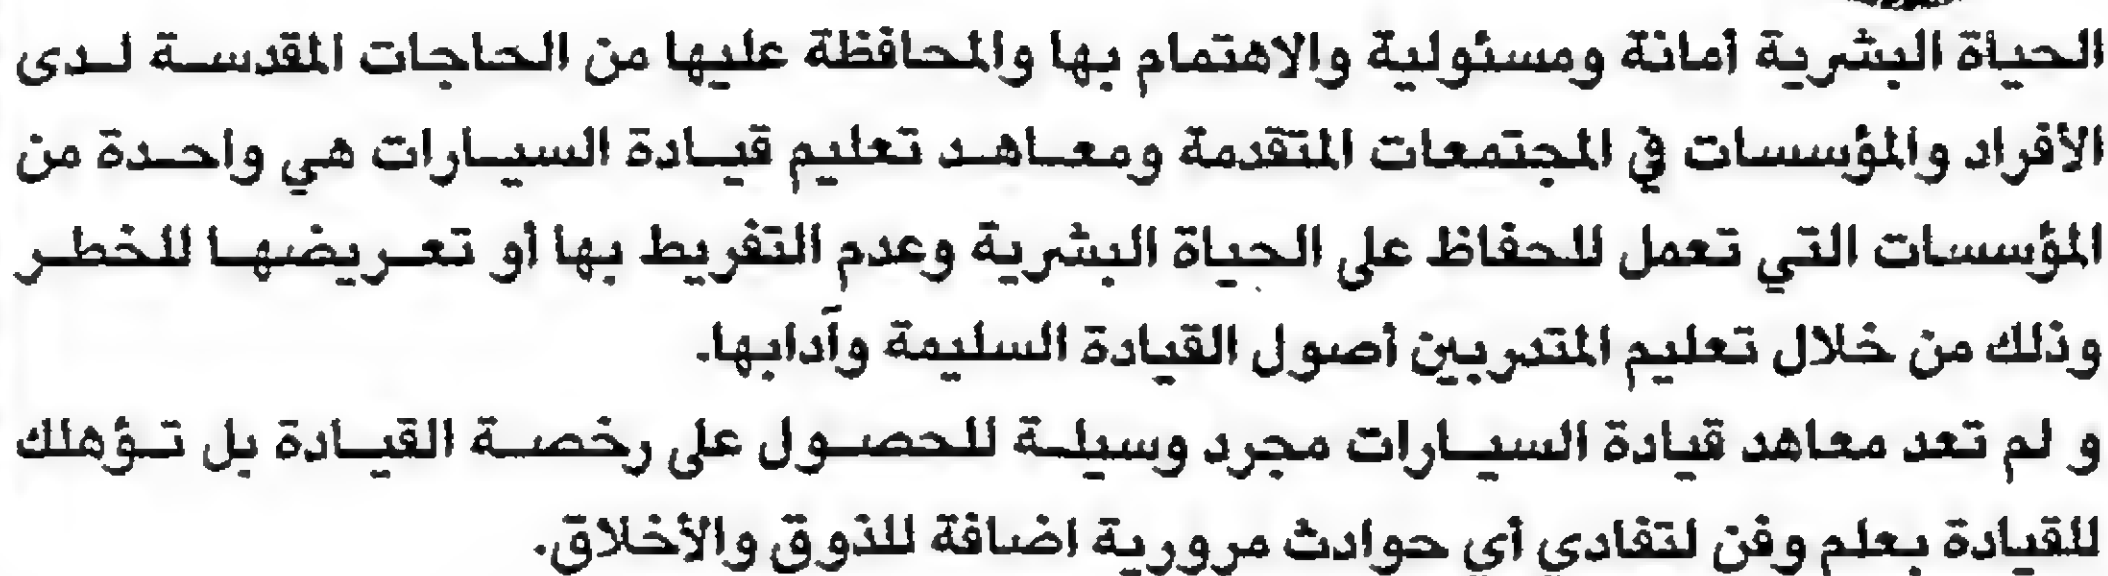 الحياة البشرية أمانة ومسئولية والاهتمام بها والمحافظة عليها من الحاجات المقدسة لدى
الأفراد والمؤسسات في المجتمعات المتقدمة ومعاهد تعليم قيادة السيارات هي واحدة من
المؤسسات التي تعمل للحفاظ على الحياة البشرية وعدم التفريط بها أو تعريضها للخطر
وذلك من خلال تعليم المتدربين أصول القيادة السليمة وآدابها.
و لم تعد معاهد قيادة السيارات مجرد وسيلة للحصول على رخصة القيادة بل تؤهلك
للقيادة بعلم وفن لتفادي أي حوادث مرورية اضافة للذوق والأخلاق.